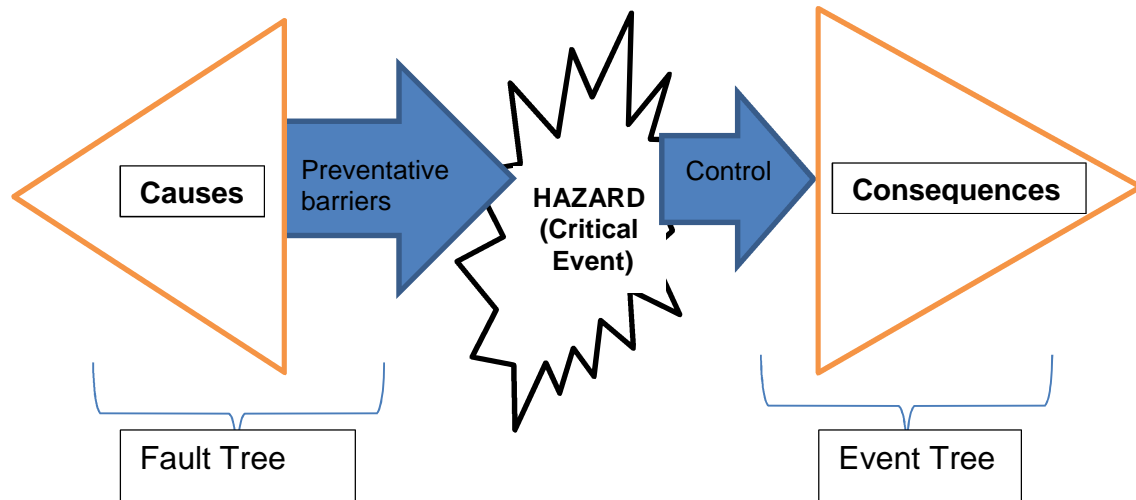 Causes
Preventative
barriers
HAZARD
(Critical
Event)
Control
Consequences
Fault Tree
Event Tree